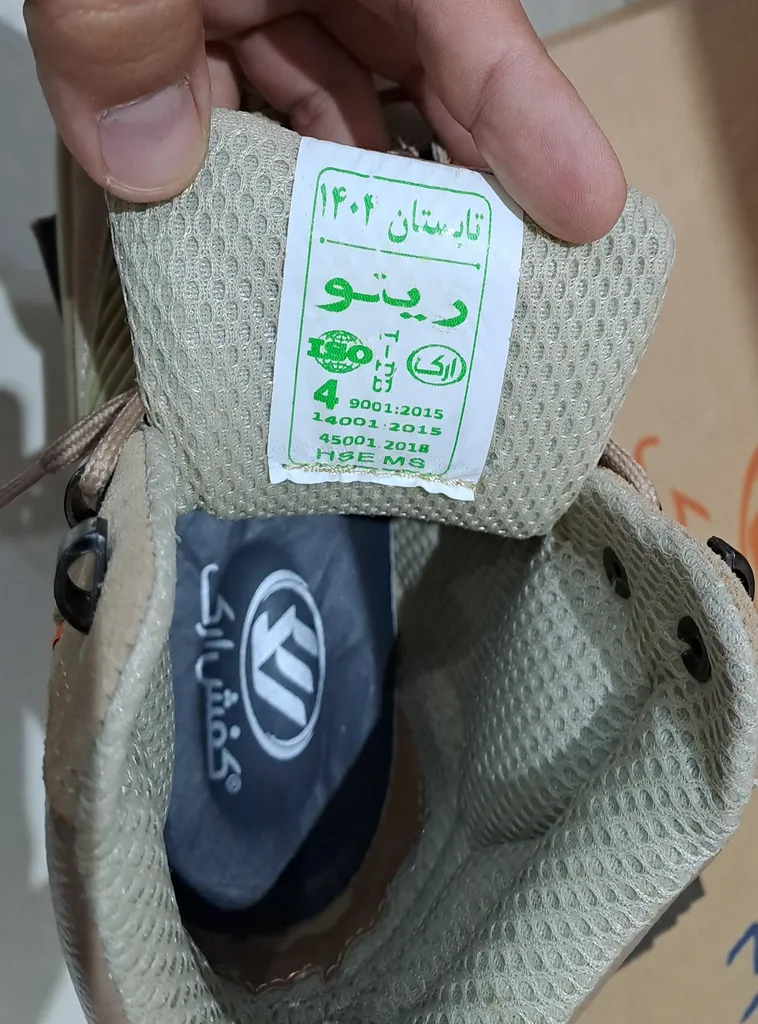 تابستان ۱۴۰۴
ریتو
ISO
ارک
4 9001:2015
14001:2015
45001.2018
HSE MS
کفش ارک®